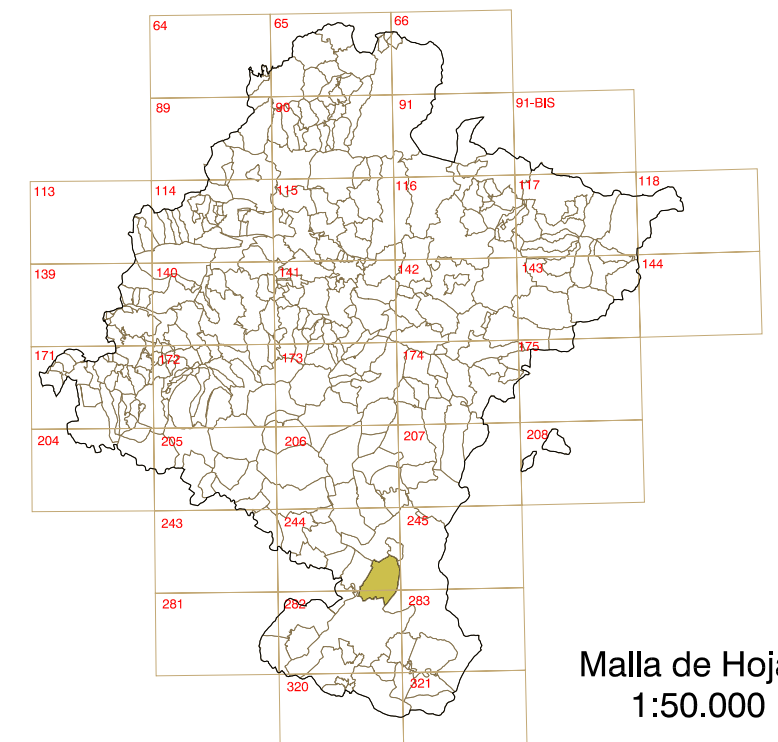 64 65 66
89 90 91 91-BIS
113 114 115 116 117 118
139 140 141 142 143 144
171 172 173 174 175
204 205 206 207 208
243 244 245
281 282 283
320 321
Malla de Hoja
1:50.000